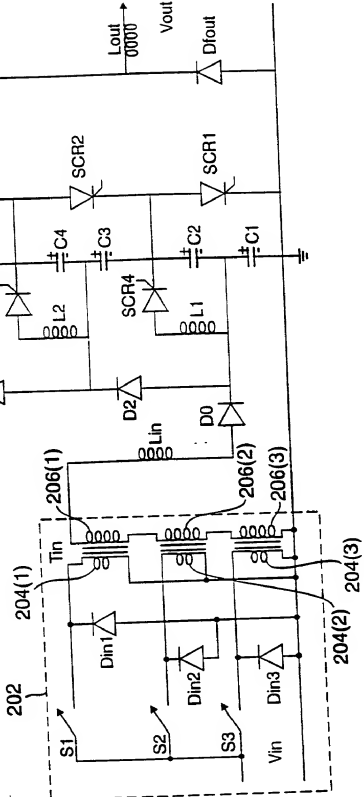 Lout
Vout
Dfout
SCR2
SCR1
C4
C3
C2
C1
L2
SCR4
L1
D2
D0
Lin
206(1)
206(2)
206(3)
Tin
204(1)
204(2)
204(3)
202
Din1
Din2
Din3
S1
S2
S3
Vin